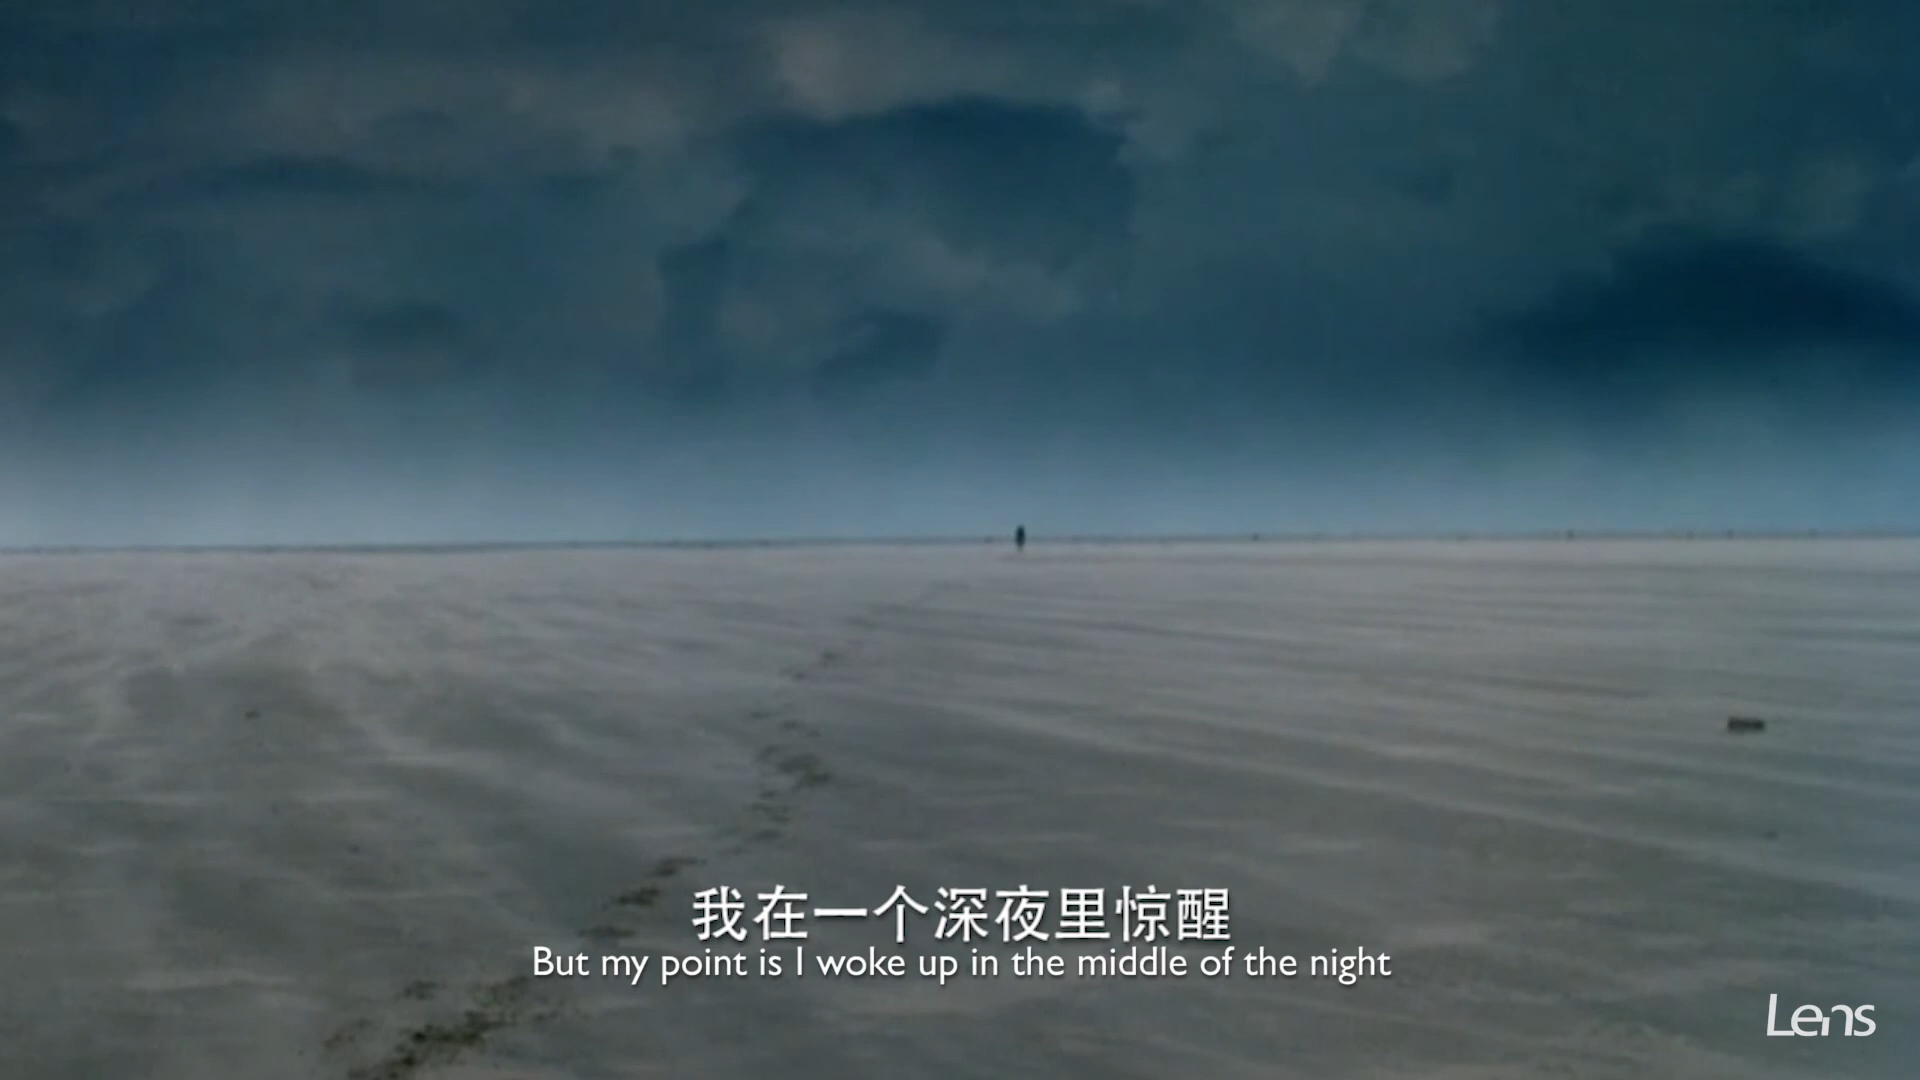 我在一个深夜里惊醒
But my point is I woke up in the middle of the night
Lens